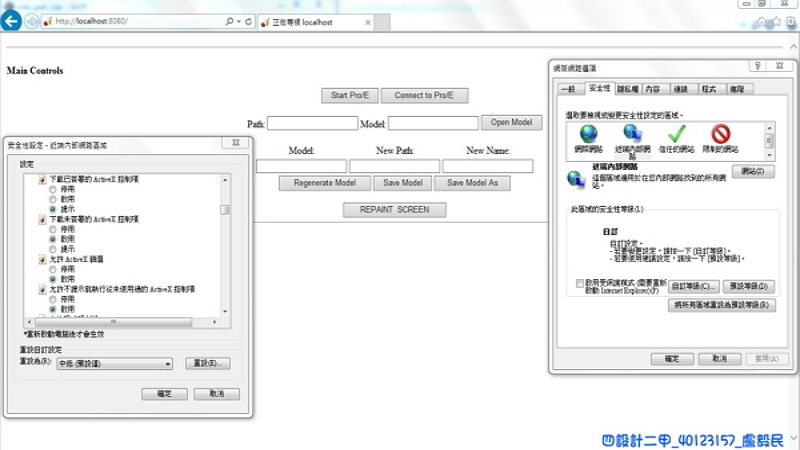 http://localhost:8080/
正在等候 localhost
Main Controls
Start Pro/E
Connect to Pro/E
Path:
Model:
Open Model
Model:
New Path:
New Name:
Regenerate Model
Save Model
Save Model As
REPAINT SCREEN
安全性設定 - 近端內部網路區域
設定
下載已簽署的 ActiveX 控制項
停用
啟用
提示
下載未簽署的 ActiveX 控制項
停用
啟用
提示
允許 ActiveX 篩選
停用
啟用
允許不提示就執行從未使用過的 ActiveX 控制項
停用
啟用
*重新啟動電腦後才會生效
重設自訂設定
重設為(R):
中低 (預設值)
重設(E)...
確定
取消
網際網路選項
一般
安全性
隱私權
內容
連線
程式
進階
選取要檢視或變更安全性設定的區域。
網際網路
近端內部網路
信任的網站
限制的網站
近端內部網路
這個區域適用於在您內部網路找到的所有網站。
網站(S)
此區域的安全性等級(L)
自訂
自訂設定。
- 若要變更設定，請按一下 [自訂等級]。
- 若要使用建議設定，請按一下 [預設等級]。
啟用受保護模式 (需要重新啟動 Internet Explorer)(P)
自訂等級(C)...
預設等級(D)
將所有區域重設為預設等級(R)
確定
取消
套用(A)
四設計二甲_40123157_盧毅民